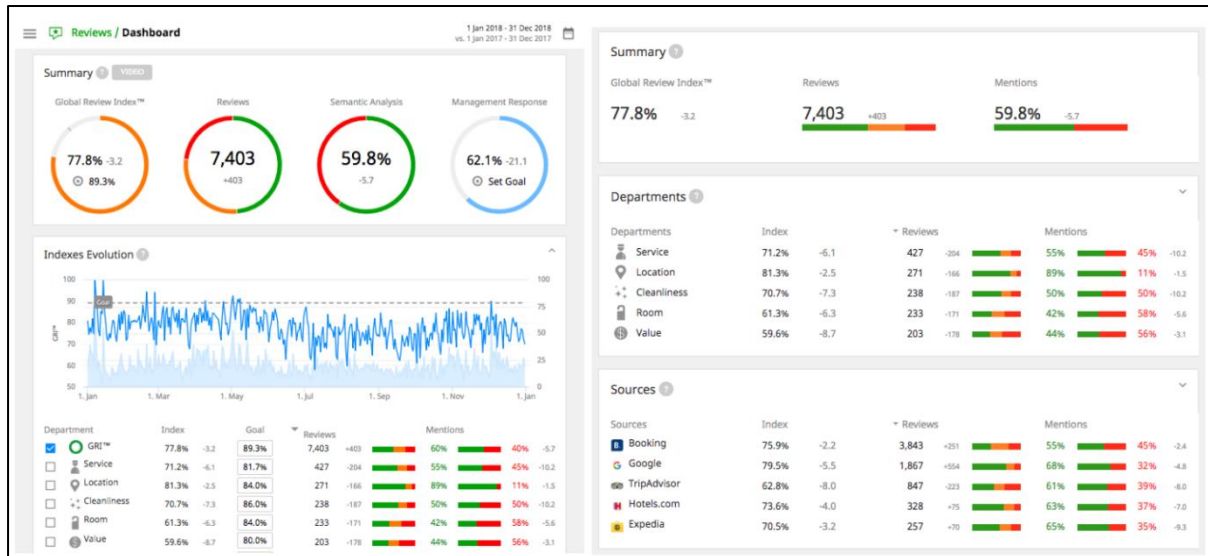 Reviews / Dashboard
1 Jan 2018 - 31 Dec 2018
vs. 1 Jan 2017 - 31 Dec 2017
Summary ? VIDEO
Global Review Index™ Reviews Semantic Analysis Management Response
77.8% -3.2 7,403 59.8% 62.1% -21.1
89.3% +403 -5.7 Set Goal
Indexes Evolution ?
100 100
90 Goal 75
80 50
70
60 25
50 0
GRI™
1. Jan 1. Mar 1. May 1. Jul 1. Sep 1. Nov 1. Jan
Department Index Goal Reviews Mentions
GRI™ 77.8% -3.2 89.3% 7,403 +403 60% 40% -5.7
Service 71.2% -6.1 81.7% 427 -204 55% 45% -10.2
Location 81.3% -2.5 84.0% 271 -166 89% 11% -1.5
Cleanliness 70.7% -7.3 86.0% 238 -187 50% 50% -10.2
Room 61.3% -6.3 84.0% 233 -171 42% 58% -5.6
Value 59.6% -8.7 80.0% 203 -178 44% 56% -3.1
Summary ?
Global Review Index™ Reviews Mentions
77.8% -3.2 7,403 +403 59.8% -5.7
Departments ?
Departments Index Reviews Mentions
Service 71.2% -6.1 427 -204 55% 45% -10.2
Location 81.3% -2.5 271 -166 89% 11% -1.5
Cleanliness 70.7% -7.3 238 -187 50% 50% -10.2
Room 61.3% -6.3 233 -171 42% 58% -5.6
Value 59.6% -8.7 203 -178 44% 56% -3.1
Sources ?
Sources Index Reviews Mentions
Booking 75.9% -2.2 3,843 +251 55% 45% -2.4
Google 79.5% -5.5 1,867 +554 68% 32% -4.8
TripAdvisor 62.8% -8.0 847 -223 61% 39% -8.0
Hotels.com 73.6% -4.0 328 +75 63% 37% -7.0
Expedia 70.5% -3.2 257 +70 65% 35% -9.3